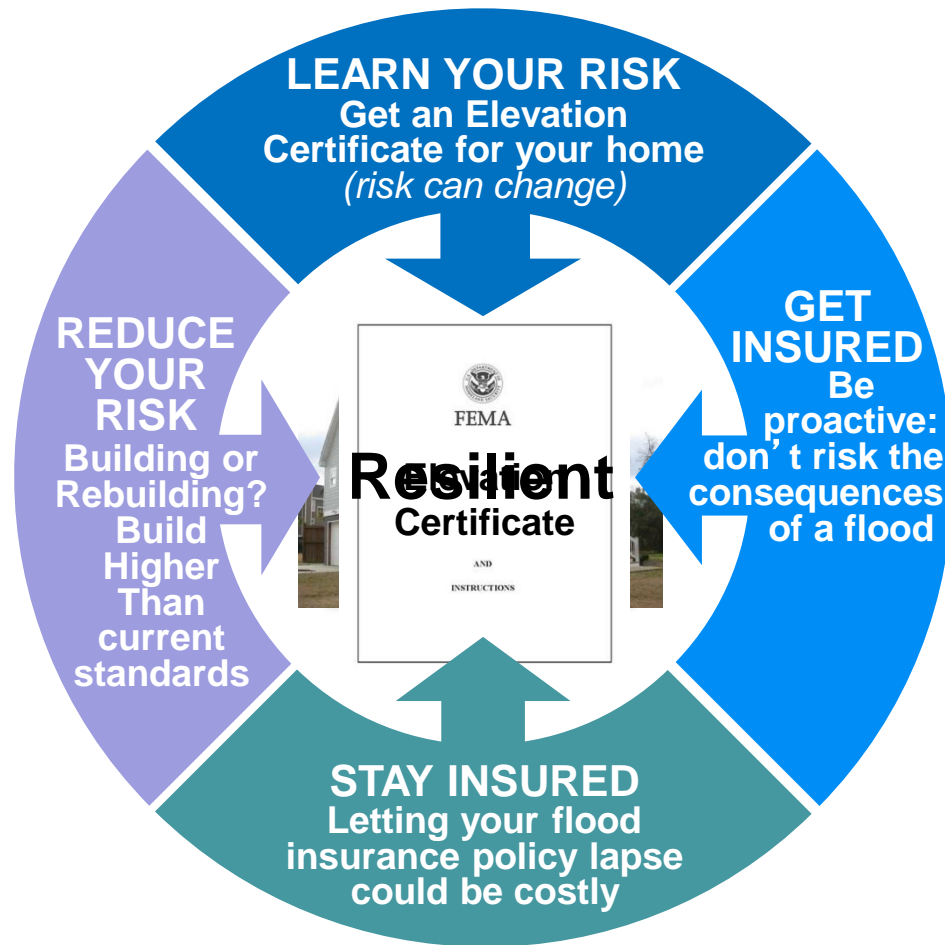 LEARN YOUR RISK
Get an Elevation
Certificate for your home
(risk can change)
GET
INSURED
Be
proactive:
don’t risk the
consequences
of a flood
STAY INSURED
Letting your flood
insurance policy lapse
could be costly
REDUCE
YOUR
RISK
Building or
Rebuilding?
Build
Higher
Than
current
standards
FEMA
Resilient
Elevation
Certificate
AND
INSTRUCTIONS